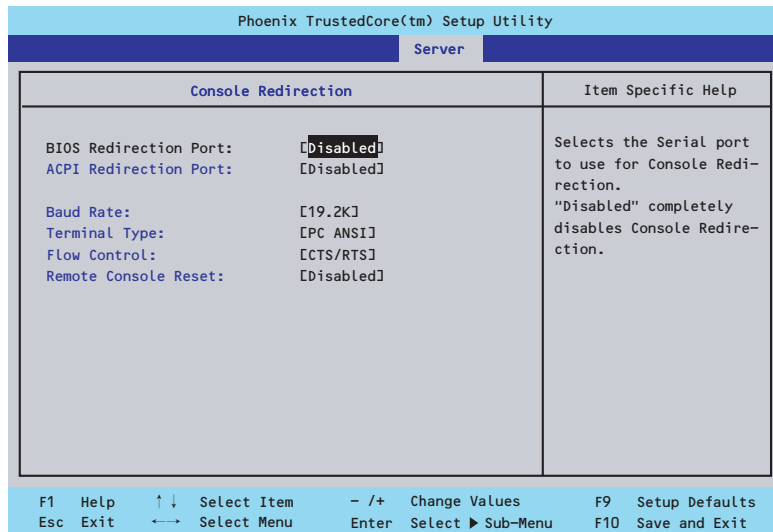 Phoenix TrustedCore(tm) Setup Utility
Server
Console Redirection
Item Specific Help
BIOS Redirection Port: [Disabled]
ACPI Redirection Port: [Disabled]
Baud Rate: [19.2K]
Terminal Type: [PC ANSI]
Flow Control: [CTS/RTS]
Remote Console Reset: [Disabled]
Selects the Serial port
to use for Console Redi-
rection.
"Disabled" completely
disables Console Redire-
ction.
F1 Help ↑↓ Select Item - /+ Change Values F9 Setup Defaults
Esc Exit ←→ Select Menu Enter Select ▶ Sub-Menu F10 Save and Exit